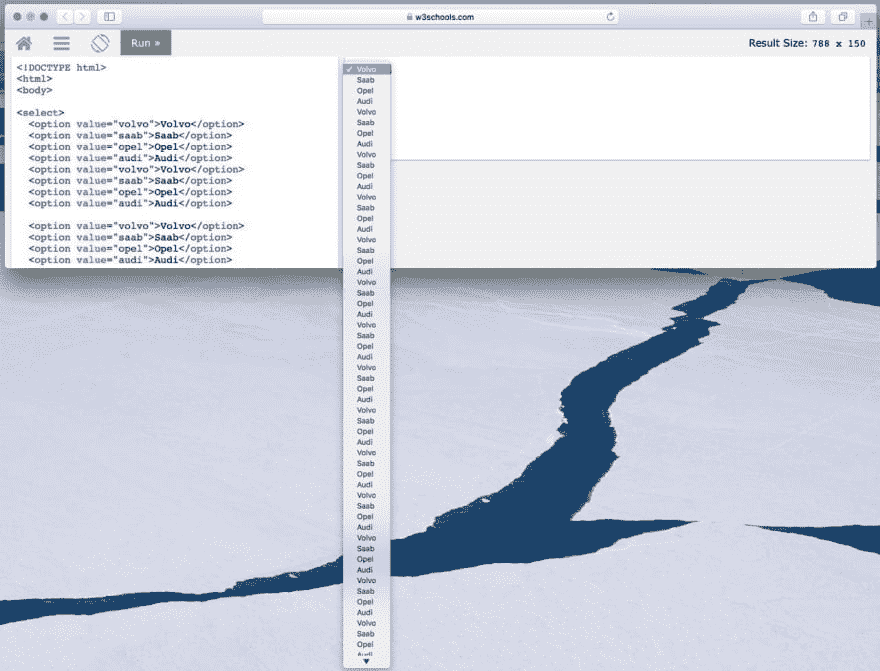 w3schools.com
Run »
Result Size: 788 x 150
<!DOCTYPE html>
<html>
<body>
<select>
<option value="volvo">Volvo</option>
<option value="saab">Saab</option>
<option value="opel">Opel</option>
<option value="audi">Audi</option>
<option value="volvo">Volvo</option>
<option value="saab">Saab</option>
<option value="opel">Opel</option>
<option value="audi">Audi</option>
<option value="volvo">Volvo</option>
<option value="saab">Saab</option>
<option value="opel">Opel</option>
<option value="audi">Audi</option>
✓ Volvo
Saab
Opel
Audi
Volvo
Saab
Opel
Audi
Volvo
Saab
Opel
Audi
Volvo
Saab
Opel
Audi
Volvo
Saab
Opel
Audi
Volvo
Saab
Opel
Audi
Volvo
Saab
Opel
Audi
Volvo
Saab
Opel
Audi
Volvo
Saab
Opel
Audi
Volvo
Saab
Opel
Audi
Volvo
Saab
Opel
Audi
Volvo
Saab
Opel
Audi
Volvo
Saab
Opel
Audi
Volvo
Saab
Opel
Audi